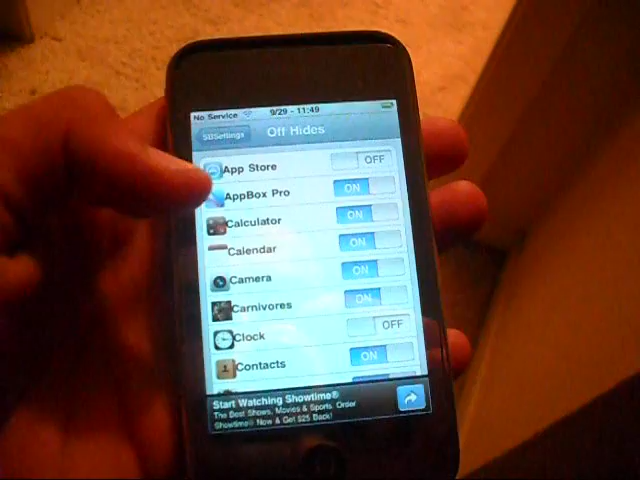 No Service 9/29 - 11:49
SBSettings Off Hides
App Store OFF
AppBox Pro ON
Calculator ON
Calendar ON
Camera ON
Carnivores ON
Clock OFF
Contacts ON
Start Watching Showtime®
The Best Shows, Movies & Sports. Order
Showtime® Now & Get $25 Back!